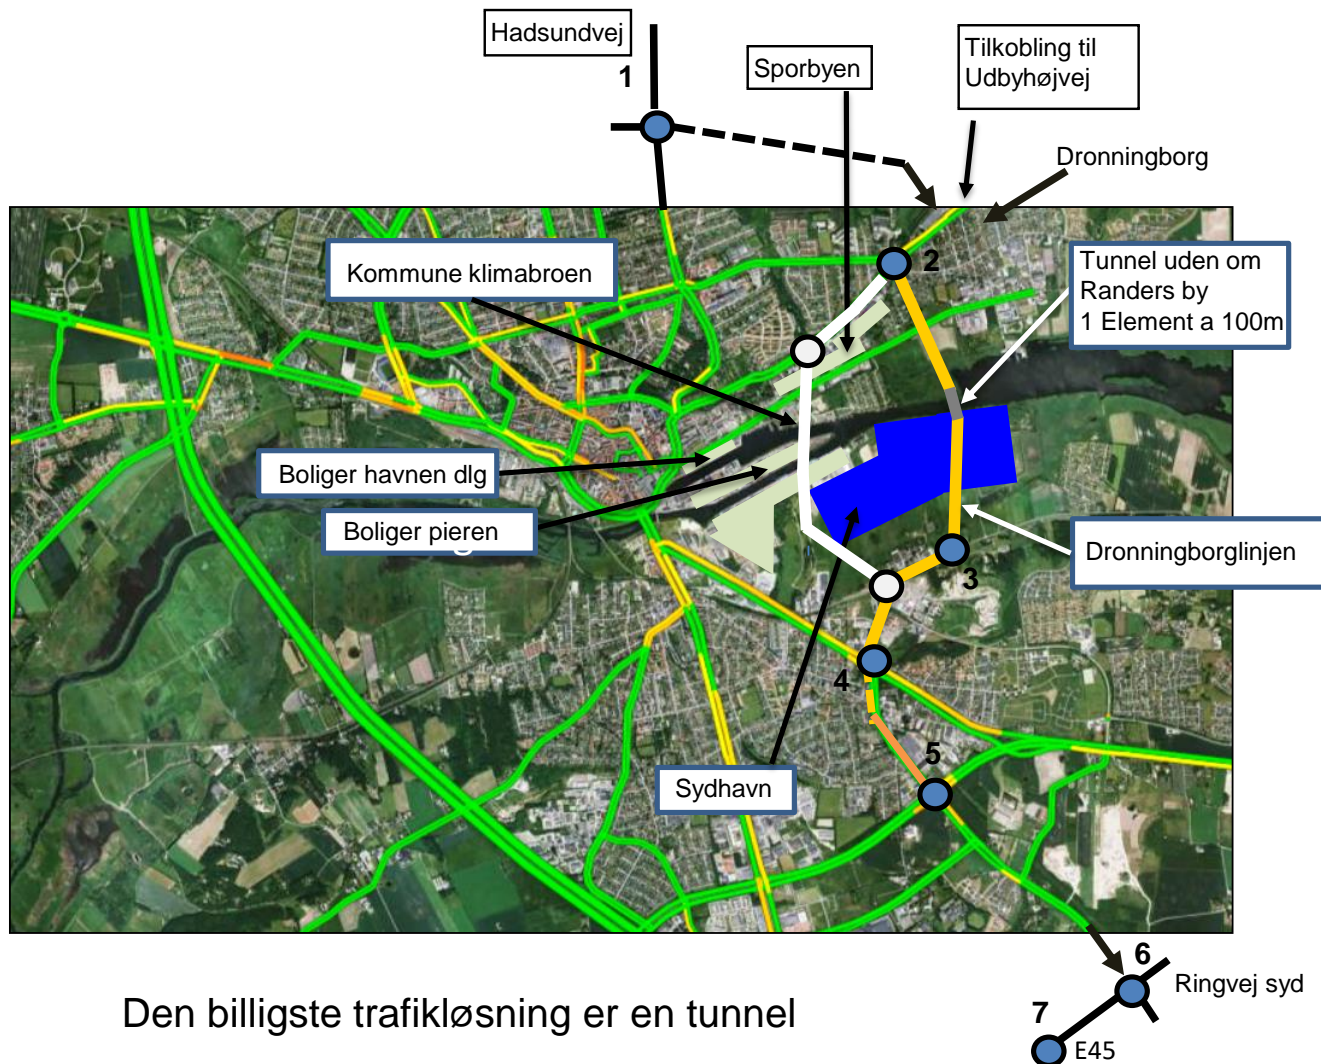 Hadsundvej
1
Sporbyen
Tilkobling til
Udbyhøjvej
Dronningborg
Kommune klimabroen
2
Tunnel uden om
Randers by
1 Element a 100m
Boliger havnen dlg
Boliger pieren
Dronningborglinjen
3
4
5
Sydhavn
6
Ringvej syd
Den billigste trafikløsning er en tunnel
7
E45